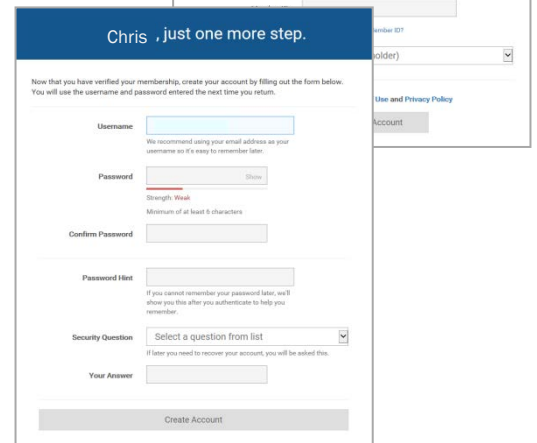 Chris , just one more step.
Now that you have verified your membership, create your account by filling out the form below.
You will use the username and password entered the next time you return.
Username
We recommend using your email address as your
username so it's easy to remember later.
Password
Show
Strength: Weak
Minimum of at least 6 characters
Confirm Password
Password Hint
If you cannot remember your password later, we'll
show you this after you authenticate to help you
remember.
Security Question
Select a question from list
If later you need to recover your account, you will be asked this.
Your Answer
Create Account
ember ID?
older)
Use and Privacy Policy
Account